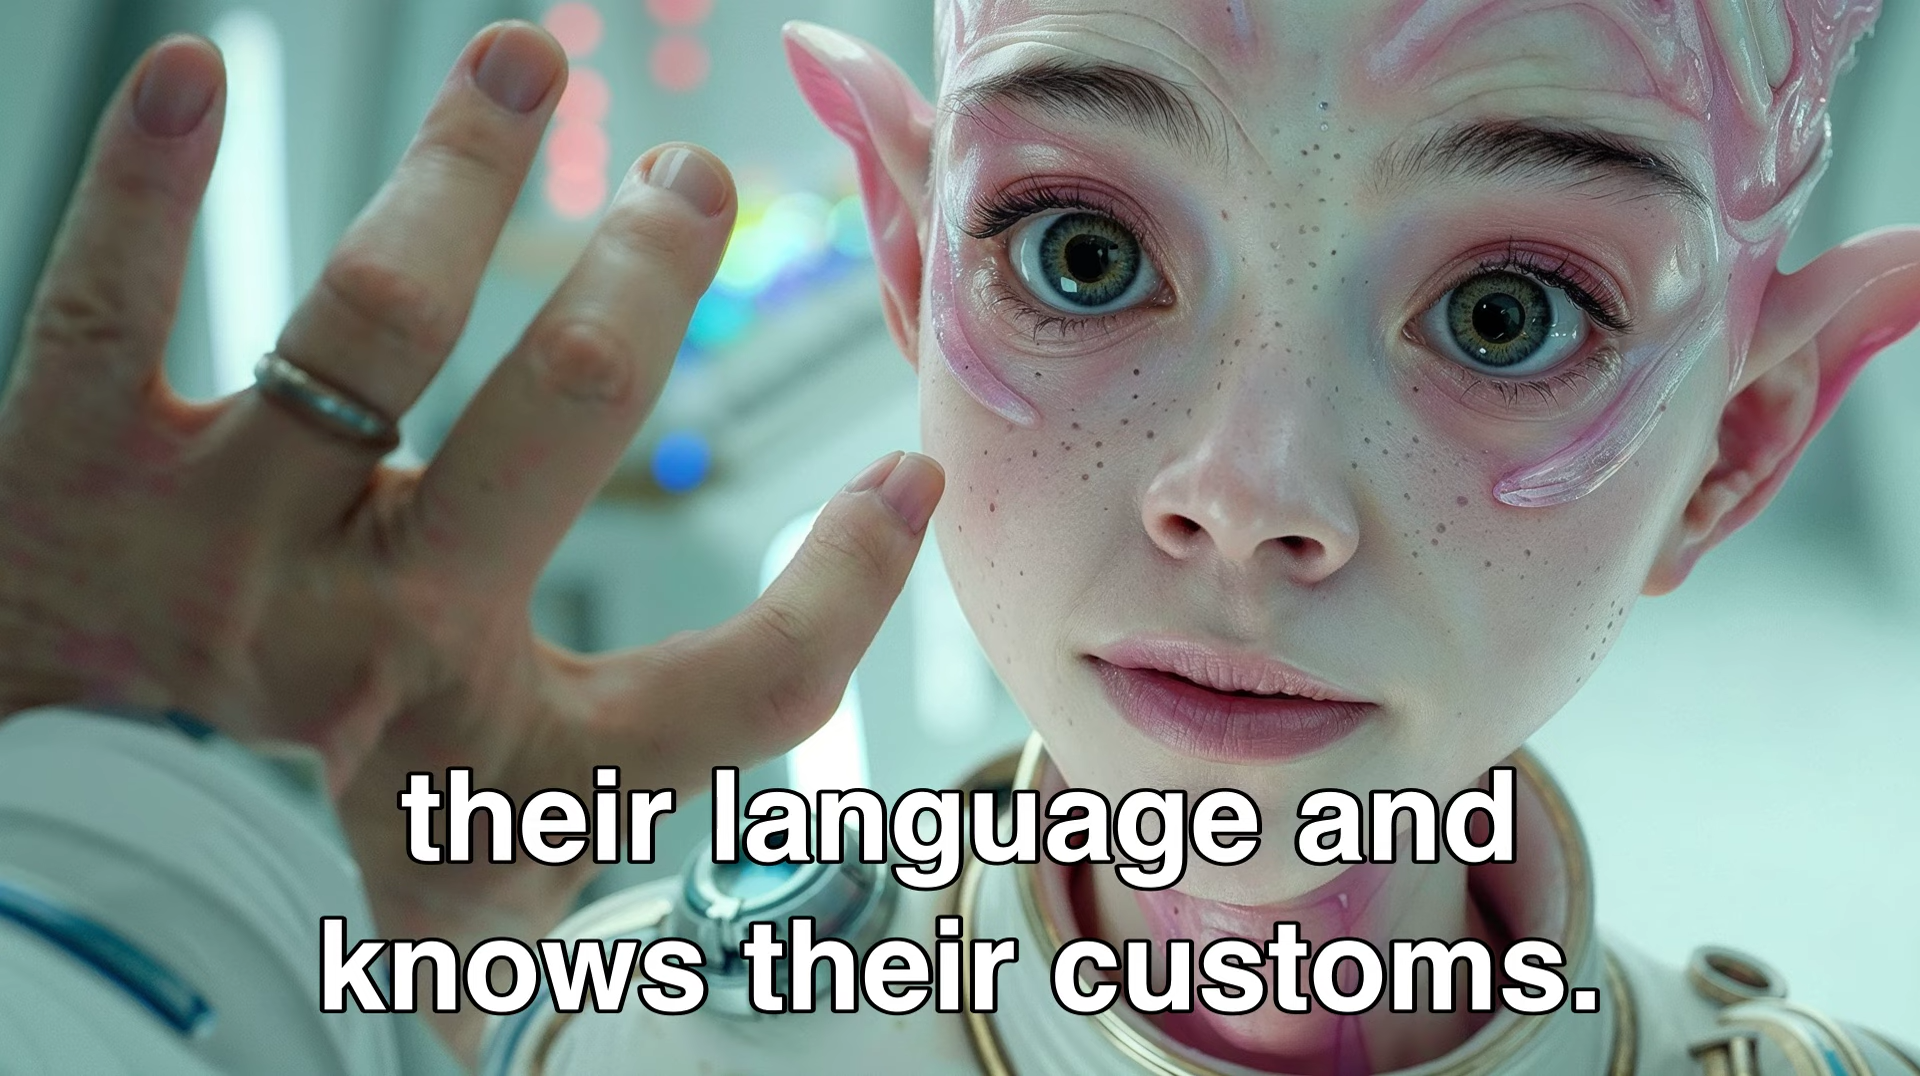 their language and
knows their customs.